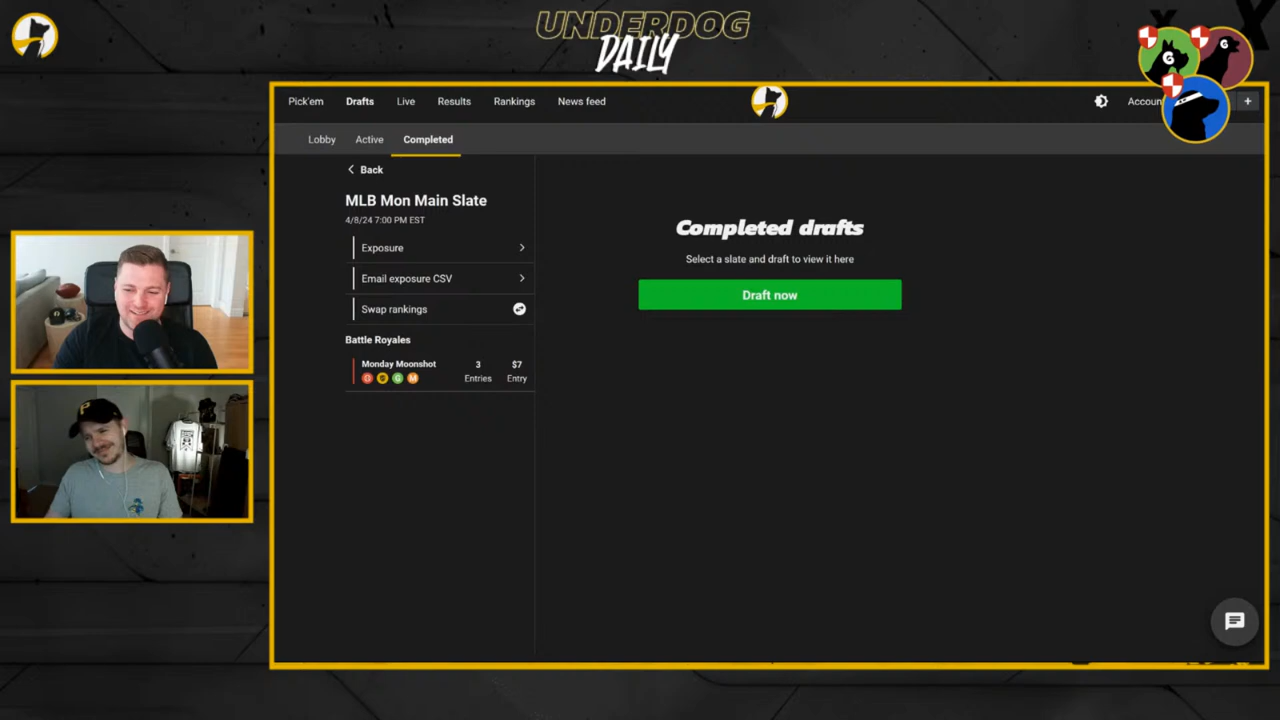 UNDERDOG
DAILY
Pick'em Drafts Live Results Rankings News feed Accoun +
Lobby Active Completed
Back
MLB Mon Main Slate
4/8/24 7:00 PM EST
Exposure
Email exposure CSV
Swap rankings
Battle Royales
Monday Moonshot 3 $7
G M Entries Entry
Completed drafts
Select a slate and draft to view it here
Draft now
G
G
P